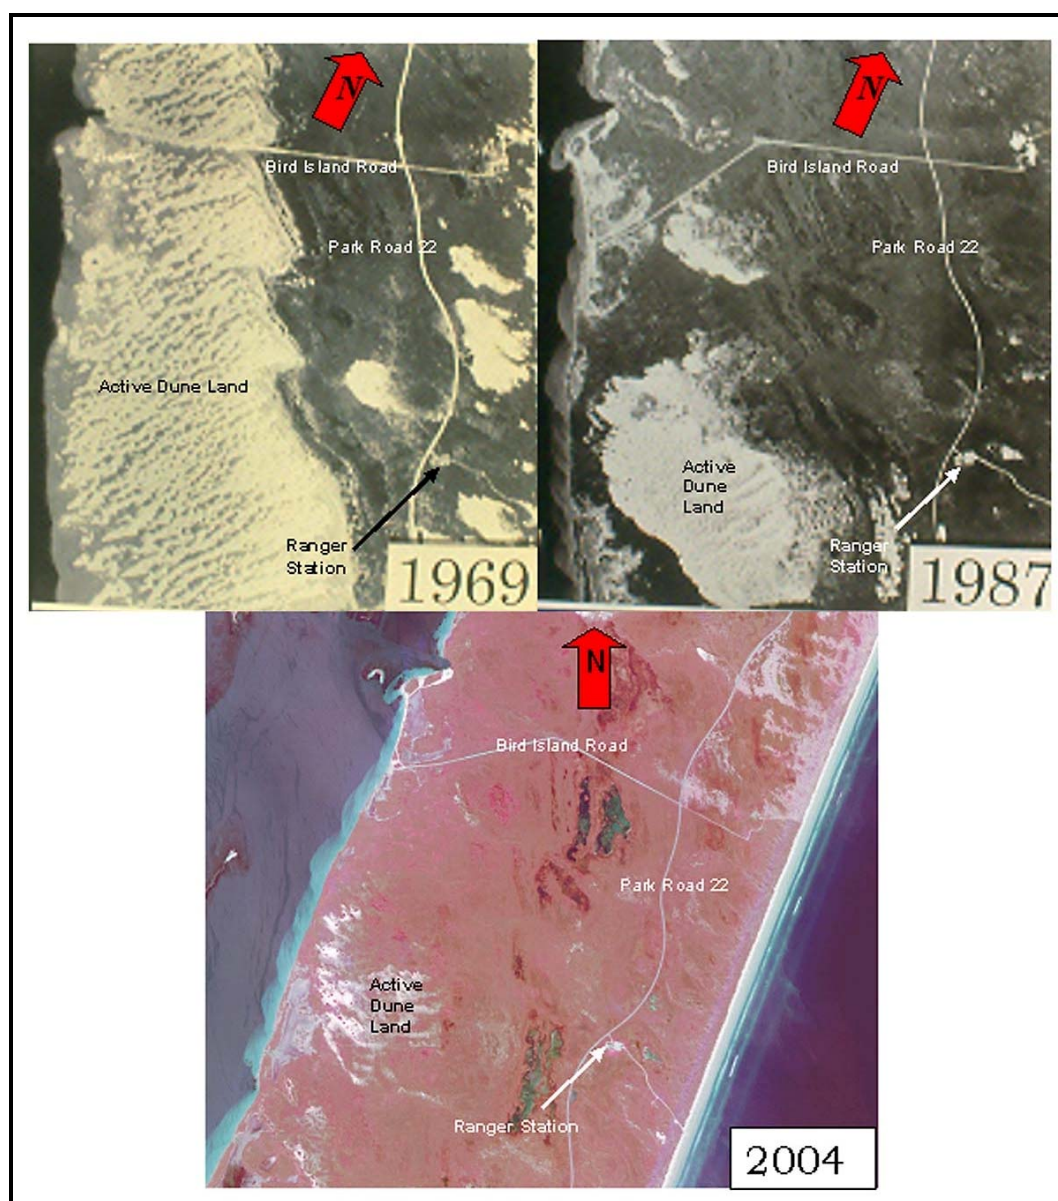 N
Bird Island Road
Park Road 22
Active Dune Land
Ranger
Station
1969
N
Bird Island Road
Park Road 22
Active
Dune
Land
Ranger
Station
1987
N
Bird Island Road
Park Road 22
Active
Dune
Land
Ranger Station
2004